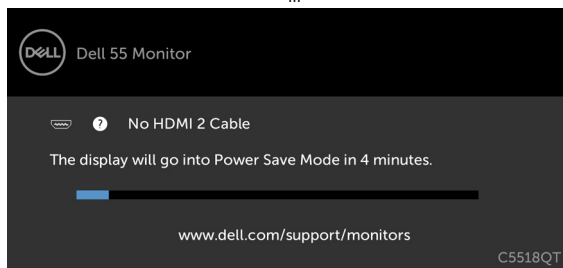 ...
DELL
Dell 55 Monitor
? No HDMI 2 Cable
The display will go into Power Save Mode in 4 minutes.
www.dell.com/support/monitors
C5518QT